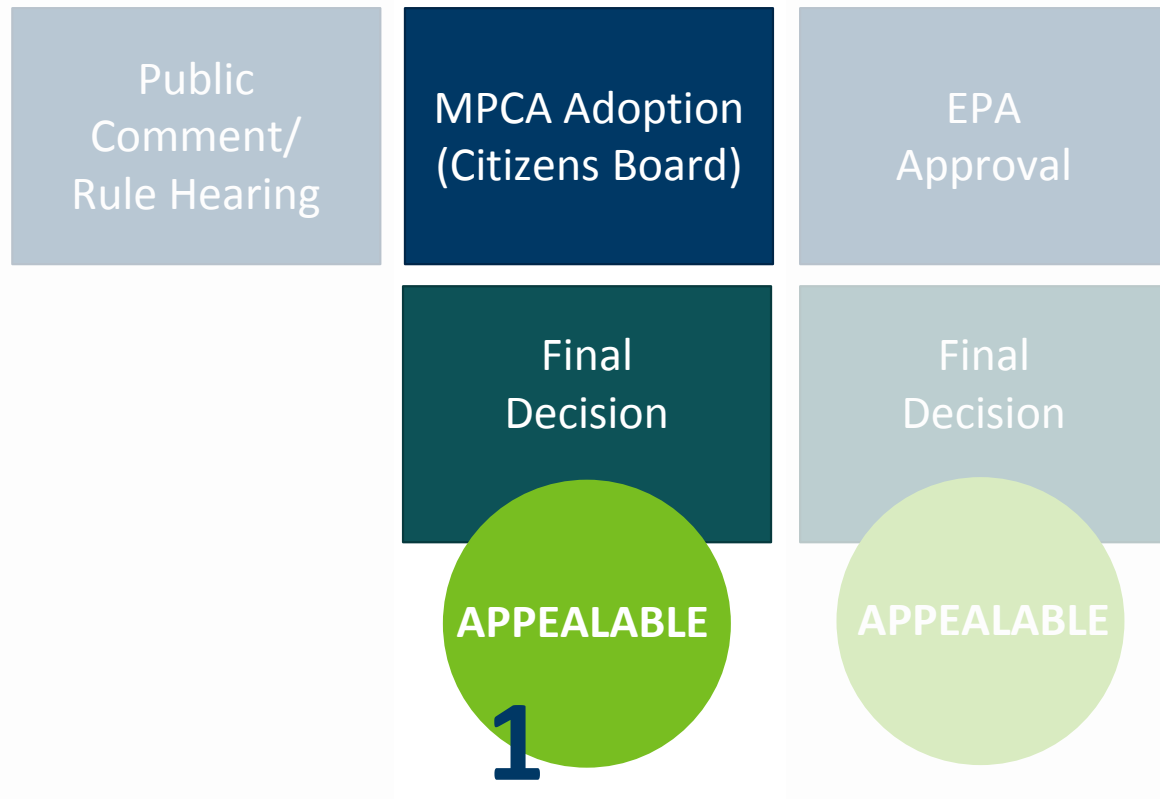 Public
Comment/
Rule Hearing
MPCA Adoption
(Citizens Board)
EPA
Approval
Final
Decision
Final
Decision
APPEALABLE
APPEALABLE
1